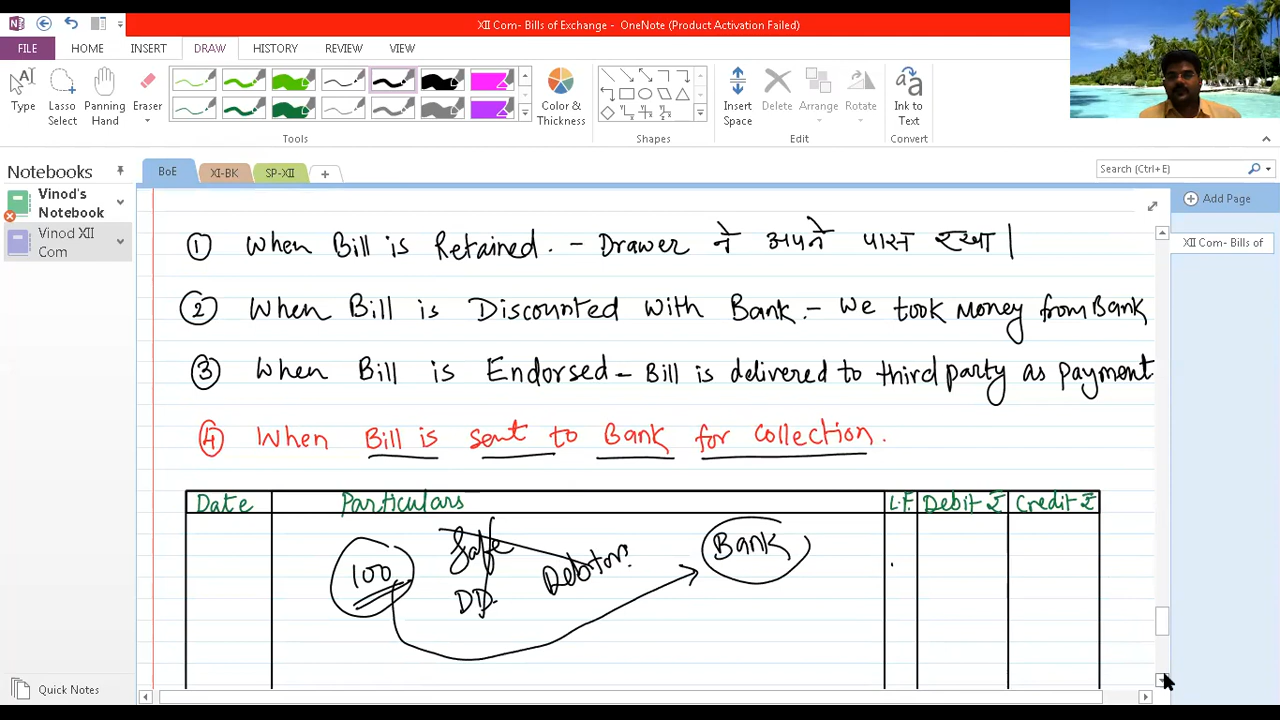 XII Com- Bills of Exchange - OneNote (Product Activation Failed)
FILE HOME INSERT DRAW HISTORY REVIEW VIEW
Type Lasso Select Panning Hand Eraser Color & Thickness Insert Space Delete Arrange Rotate Ink to Text
Tools Shapes Edit Convert
Notebooks BoE XI-BK SP-XII Search (Ctrl+E)
Vinod's Notebook
Vinod XII Com
Add Page
XII Com- Bills of
① When Bill is Retained. - Drawer ने अपने पास रखा |
② When Bill is Discounted with Bank. - We took Money from Bank
③ When Bill is Endorsed - Bill is delivered to third party as payment
④ When Bill is sent to Bank for Collection.
Date Particulars L.F. Debit ₹ Credit ₹
100 Safe Debtors Bank
DD.
Quick Notes